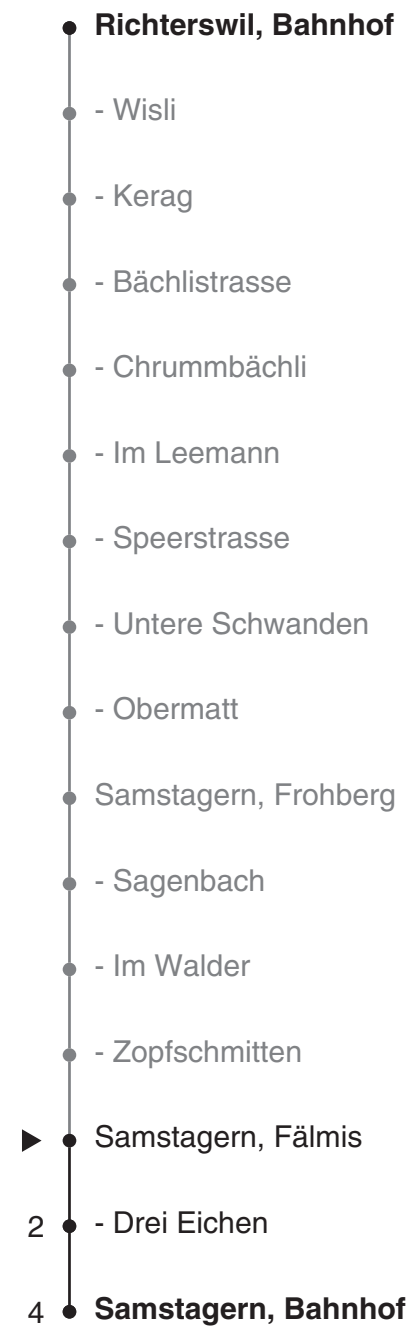 Richterswil, Bahnhof
- Wisli
- Kerag
- Bächlistrasse
- Chrummbächli
- Im Leemann
- Speerstrasse
- Untere Schwanden
- Obermatt
Samstagern, Frohberg
- Sagenbach
- Im Walder
- Zopfschmitten
Samstagern, Fälmis
2 - Drei Eichen
4 Samstagern, Bahnhof